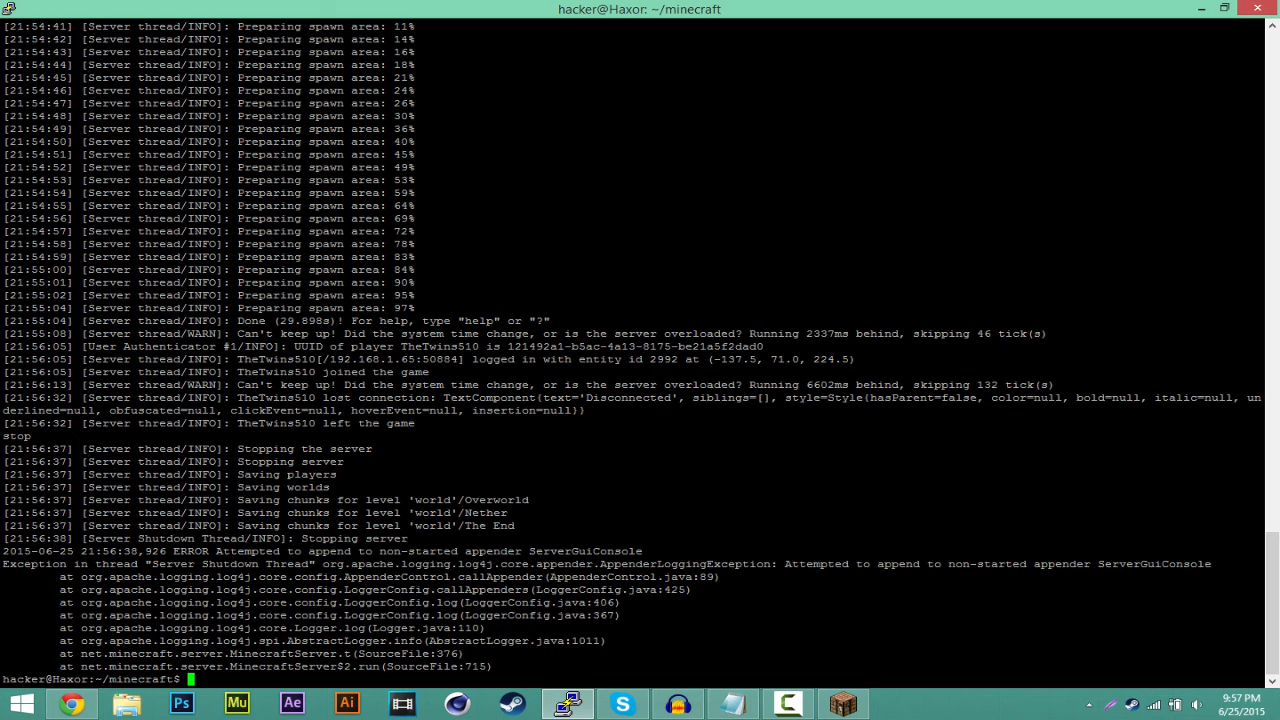 hacker@Haxor: ~/minecraft
[21:54:41] [Server thread/INFO]: Preparing spawn area: 11%
[21:54:42] [Server thread/INFO]: Preparing spawn area: 14%
[21:54:43] [Server thread/INFO]: Preparing spawn area: 16%
[21:54:44] [Server thread/INFO]: Preparing spawn area: 18%
[21:54:45] [Server thread/INFO]: Preparing spawn area: 21%
[21:54:46] [Server thread/INFO]: Preparing spawn area: 24%
[21:54:47] [Server thread/INFO]: Preparing spawn area: 26%
[21:54:48] [Server thread/INFO]: Preparing spawn area: 30%
[21:54:49] [Server thread/INFO]: Preparing spawn area: 36%
[21:54:50] [Server thread/INFO]: Preparing spawn area: 40%
[21:54:51] [Server thread/INFO]: Preparing spawn area: 45%
[21:54:52] [Server thread/INFO]: Preparing spawn area: 49%
[21:54:53] [Server thread/INFO]: Preparing spawn area: 53%
[21:54:54] [Server thread/INFO]: Preparing spawn area: 59%
[21:54:55] [Server thread/INFO]: Preparing spawn area: 64%
[21:54:56] [Server thread/INFO]: Preparing spawn area: 69%
[21:54:57] [Server thread/INFO]: Preparing spawn area: 72%
[21:54:58] [Server thread/INFO]: Preparing spawn area: 78%
[21:54:59] [Server thread/INFO]: Preparing spawn area: 83%
[21:55:00] [Server thread/INFO]: Preparing spawn area: 84%
[21:55:01] [Server thread/INFO]: Preparing spawn area: 90%
[21:55:02] [Server thread/INFO]: Preparing spawn area: 95%
[21:55:04] [Server thread/INFO]: Preparing spawn area: 97%
[21:55:04] [Server thread/INFO]: Done (29.898s)! For help, type "help" or "?"
[21:55:08] [Server thread/WARN]: Can't keep up! Did the system time change, or is the server overloaded? Running 2337ms behind, skipping 46 tick(s)
[21:56:05] [User Authenticator #1/INFO]: UUID of player TheTwins510 is 121492a1-b5ac-4a13-8175-be21a5f2dad0
[21:56:05] [Server thread/INFO]: TheTwins510[/192.168.1.65:50884] logged in with entity id 2992 at (-137.5, 71.0, 224.5)
[21:56:05] [Server thread/INFO]: TheTwins510 joined the game
[21:56:13] [Server thread/WARN]: Can't keep up! Did the system time change, or is the server overloaded? Running 6602ms behind, skipping 132 tick(s)
[21:56:32] [Server thread/INFO]: TheTwins510 lost connection: TextComponent{text='Disconnected', siblings=[], style=Style{hasParent=false, color=null, bold=null, italic=null, un
derlined=null, obfuscated=null, clickEvent=null, hoverEvent=null, insertion=null}}
[21:56:32] [Server thread/INFO]: TheTwins510 left the game
stop
[21:56:37] [Server thread/INFO]: Stopping the server
[21:56:37] [Server thread/INFO]: Stopping server
[21:56:37] [Server thread/INFO]: Saving players
[21:56:37] [Server thread/INFO]: Saving worlds
[21:56:37] [Server thread/INFO]: Saving chunks for level 'world'/Overworld
[21:56:37] [Server thread/INFO]: Saving chunks for level 'world'/Nether
[21:56:37] [Server thread/INFO]: Saving chunks for level 'world'/The End
[21:56:38] [Server Shutdown Thread/INFO]: Stopping server
2015-06-25 21:56:38,926 ERROR Attempted to append to non-started appender ServerGuiConsole
Exception in thread "Server Shutdown Thread" org.apache.logging.log4j.core.appender.AppenderLoggingException: Attempted to append to non-started appender ServerGuiConsole
at org.apache.logging.log4j.core.config.AppenderControl.callAppender(AppenderControl.java:89)
at org.apache.logging.log4j.core.config.LoggerConfig.callAppenders(LoggerConfig.java:425)
at org.apache.logging.log4j.core.config.LoggerConfig.log(LoggerConfig.java:406)
at org.apache.logging.log4j.core.config.LoggerConfig.log(LoggerConfig.java:367)
at org.apache.logging.log4j.core.Logger.log(Logger.java:110)
at org.apache.logging.log4j.spi.AbstractLogger.info(AbstractLogger.java:1011)
at net.minecraft.server.MinecraftServer.t(SourceFile:376)
at net.minecraft.server.MinecraftServer$2.run(SourceFile:715)
hacker@Haxor:~/minecraft$
Ps
Mu
Ae
Ai
9:57 PM
6/25/2015